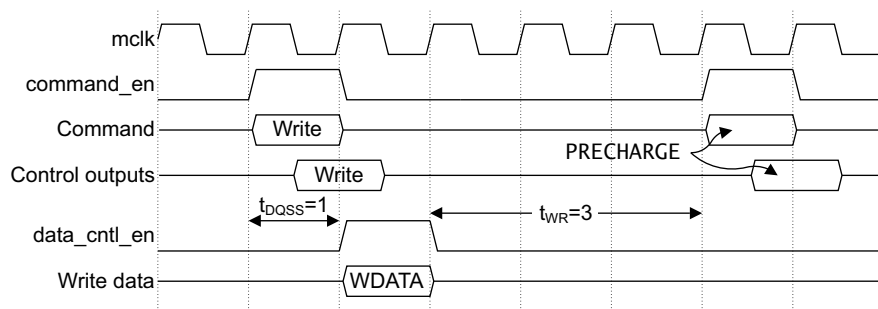 mclk
command_en
Command Write
PRECHARGE
Control outputs Write
tDQSS=1
tWR=3
data_cntl_en
Write data WDATA